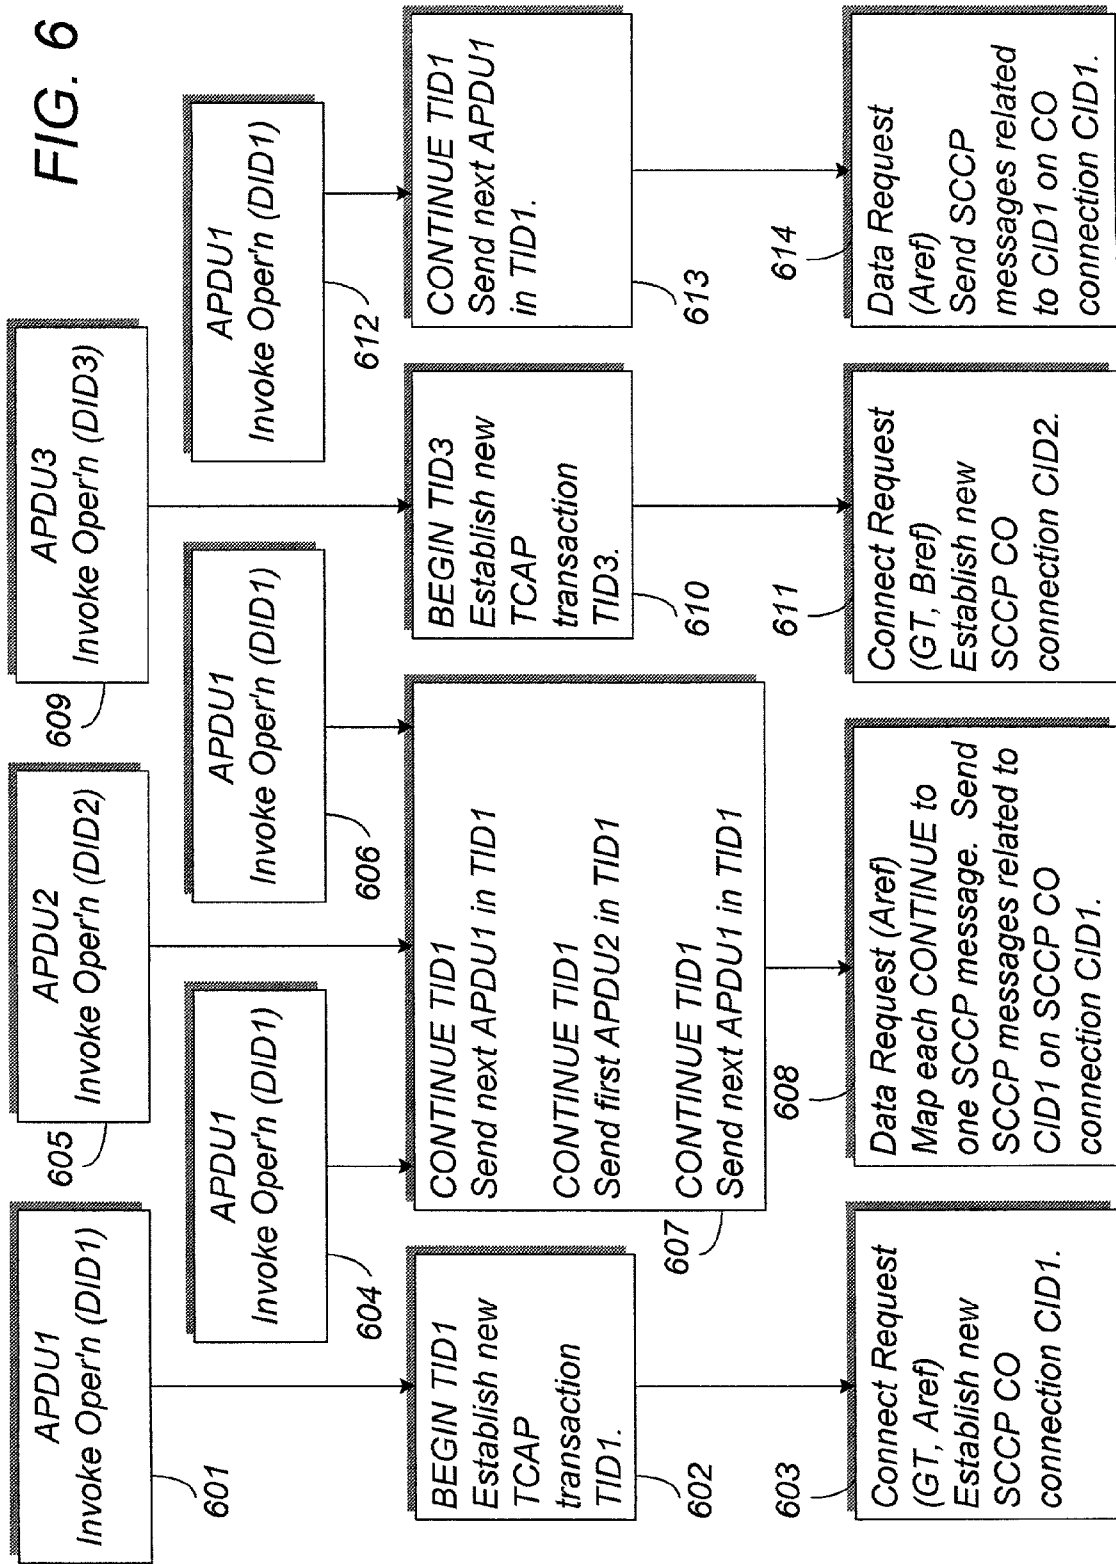 FIG. 6
APDU1
Invoke Oper'n (DID1)
601
BEGIN TID1
Establish new
TCAP
transaction
TID1.
602
Connect Request
(GT, Aref)
Establish new
SCCP CO
connection CID1.
603
APDU1
Invoke Oper'n (DID1)
604
APDU2
Invoke Oper'n (DID2)
605
APDU1
Invoke Oper'n (DID1)
606
CONTINUE TID1
Send next APDU1 in TID1
CONTINUE TID1
Send first APDU2 in TID1
CONTINUE TID1
Send next APDU1 in TID1
607
Data Request (Aref)
Map each CONTINUE to
one SCCP message. Send
SCCP messages related to
CID1 on SCCP CO
connection CID1.
608
APDU3
Invoke Oper'n (DID3)
609
BEGIN TID3
Establish new
TCAP
transaction
TID3.
610
Connect Request
(GT, Bref)
Establish new
SCCP CO
connection CID2.
611
APDU1
Invoke Oper'n (DID1)
612
CONTINUE TID1
Send next APDU1
in TID1.
613
Data Request
(Aref)
Send SCCP
messages related
to CID1 on CO
connection CID1.
614